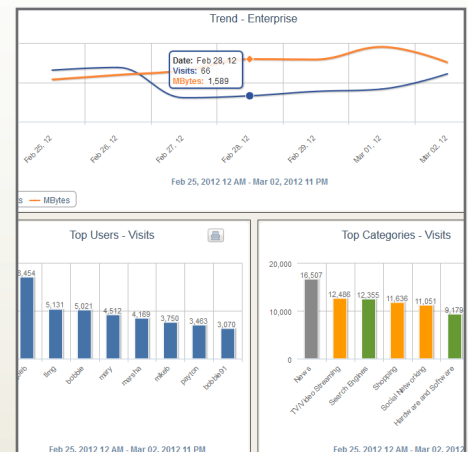 Trend - Enterprise
Date: Feb 28, 12
Visits: 66
MBytes: 1,589
Feb 25, 12
Feb 26, 12
Feb 27, 12
Feb 28, 12
Feb 29, 12
Mar 01, 12
Mar 02, 12
Feb 25, 2012 12 AM - Mar 02, 2012 11 PM
s — MBytes
Top Users - Visits
5,131
5,021
4,512
4,169
3,750
3,463
3,070
timg
bobbie
mary
marsha
mikeb
payton
bobbie91
Feb 25, 2012 12 AM - Mar 02, 2012 11 PM
Top Categories - Visits
20,000
10,000
0
16,507
12,486
12,355
11,636
11,051
9,179
News
TV/Video Streaming
Search Engines
Shopping
Social Networking
Hardware and Software
Feb 25, 2012 12 AM - Mar 02, 2012